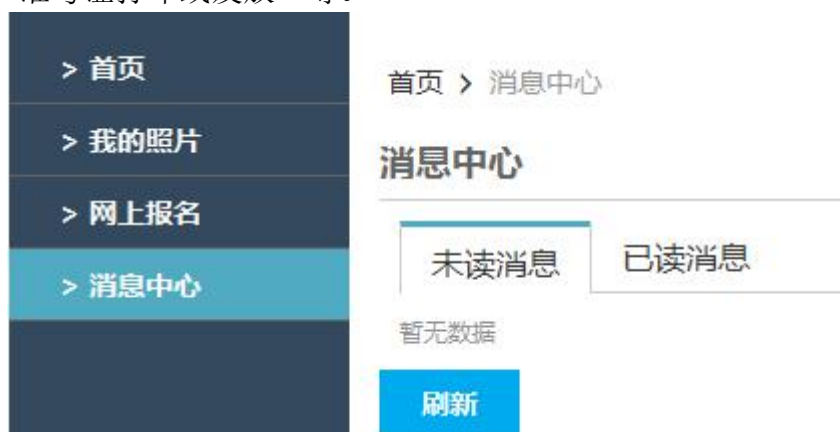 > 首页
> 我的照片
> 网上报名
> 消息中心
首页 > 消息中心
消息中心
未读消息 已读消息
暂无数据
刷新